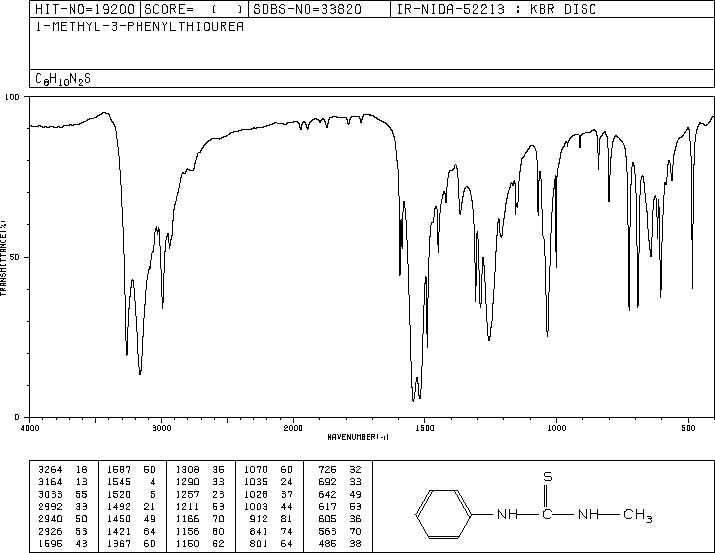 HIT-NO=19200 SCORE= ( ) SDBS-NO=33820 IR-NIDA-52213 : KBR DISC
1-METHYL-3-PHENYLTHIOUREA
C8H10N2S
100
50
0
TRANSMITTANCE(%)
4000 3000 2000 1500 1000 500
WAVENUMBER(-1)
3264 18 1587 50 1308 35 1070 60 725 32
3164 13 1545 4 1290 33 1035 24 692 33
3033 55 1520 5 1257 23 1028 37 642 49
2992 33 1492 21 1211 53 1003 44 617 53
2940 50 1450 49 1166 70 912 81 605 36
2926 53 1421 64 1156 60 841 74 563 70
1595 43 1367 60 1150 62 801 64 486 38
S
NH C NH CH3